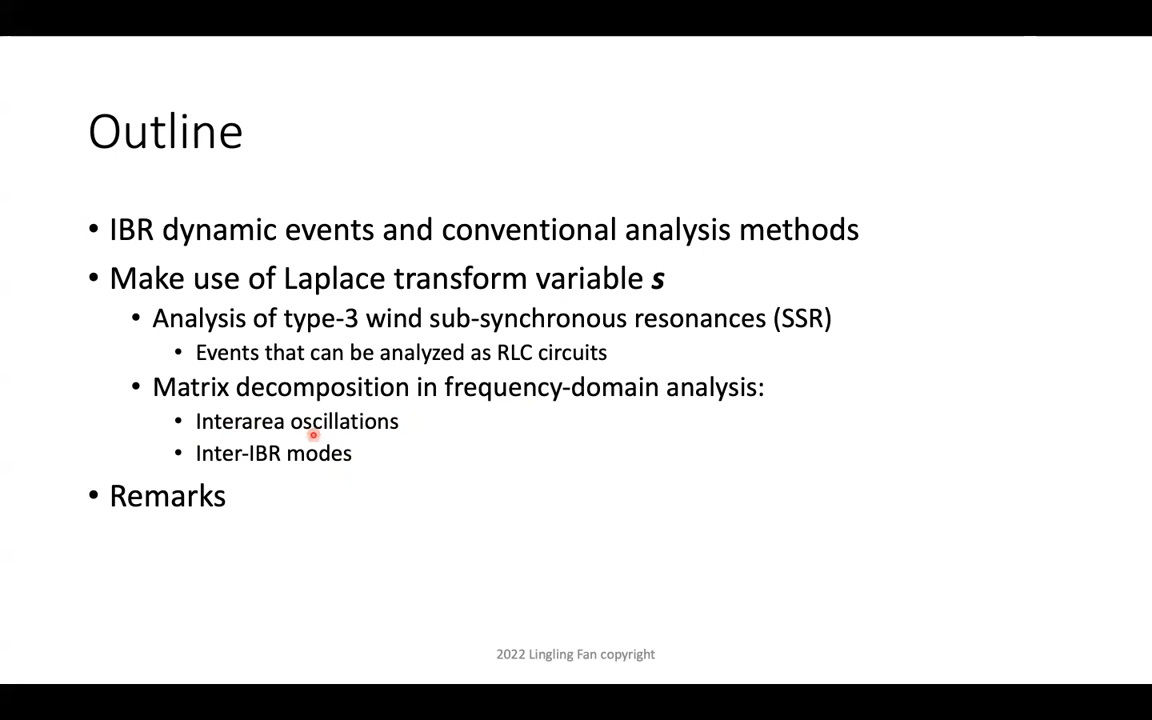 Outline
• IBR dynamic events and conventional analysis methods
• Make use of Laplace transform variable s
• Analysis of type-3 wind sub-synchronous resonances (SSR)
• Events that can be analyzed as RLC circuits
• Matrix decomposition in frequency-domain analysis:
• Interarea oscillations
• Inter-IBR modes
• Remarks
2022 Lingling Fan copyright